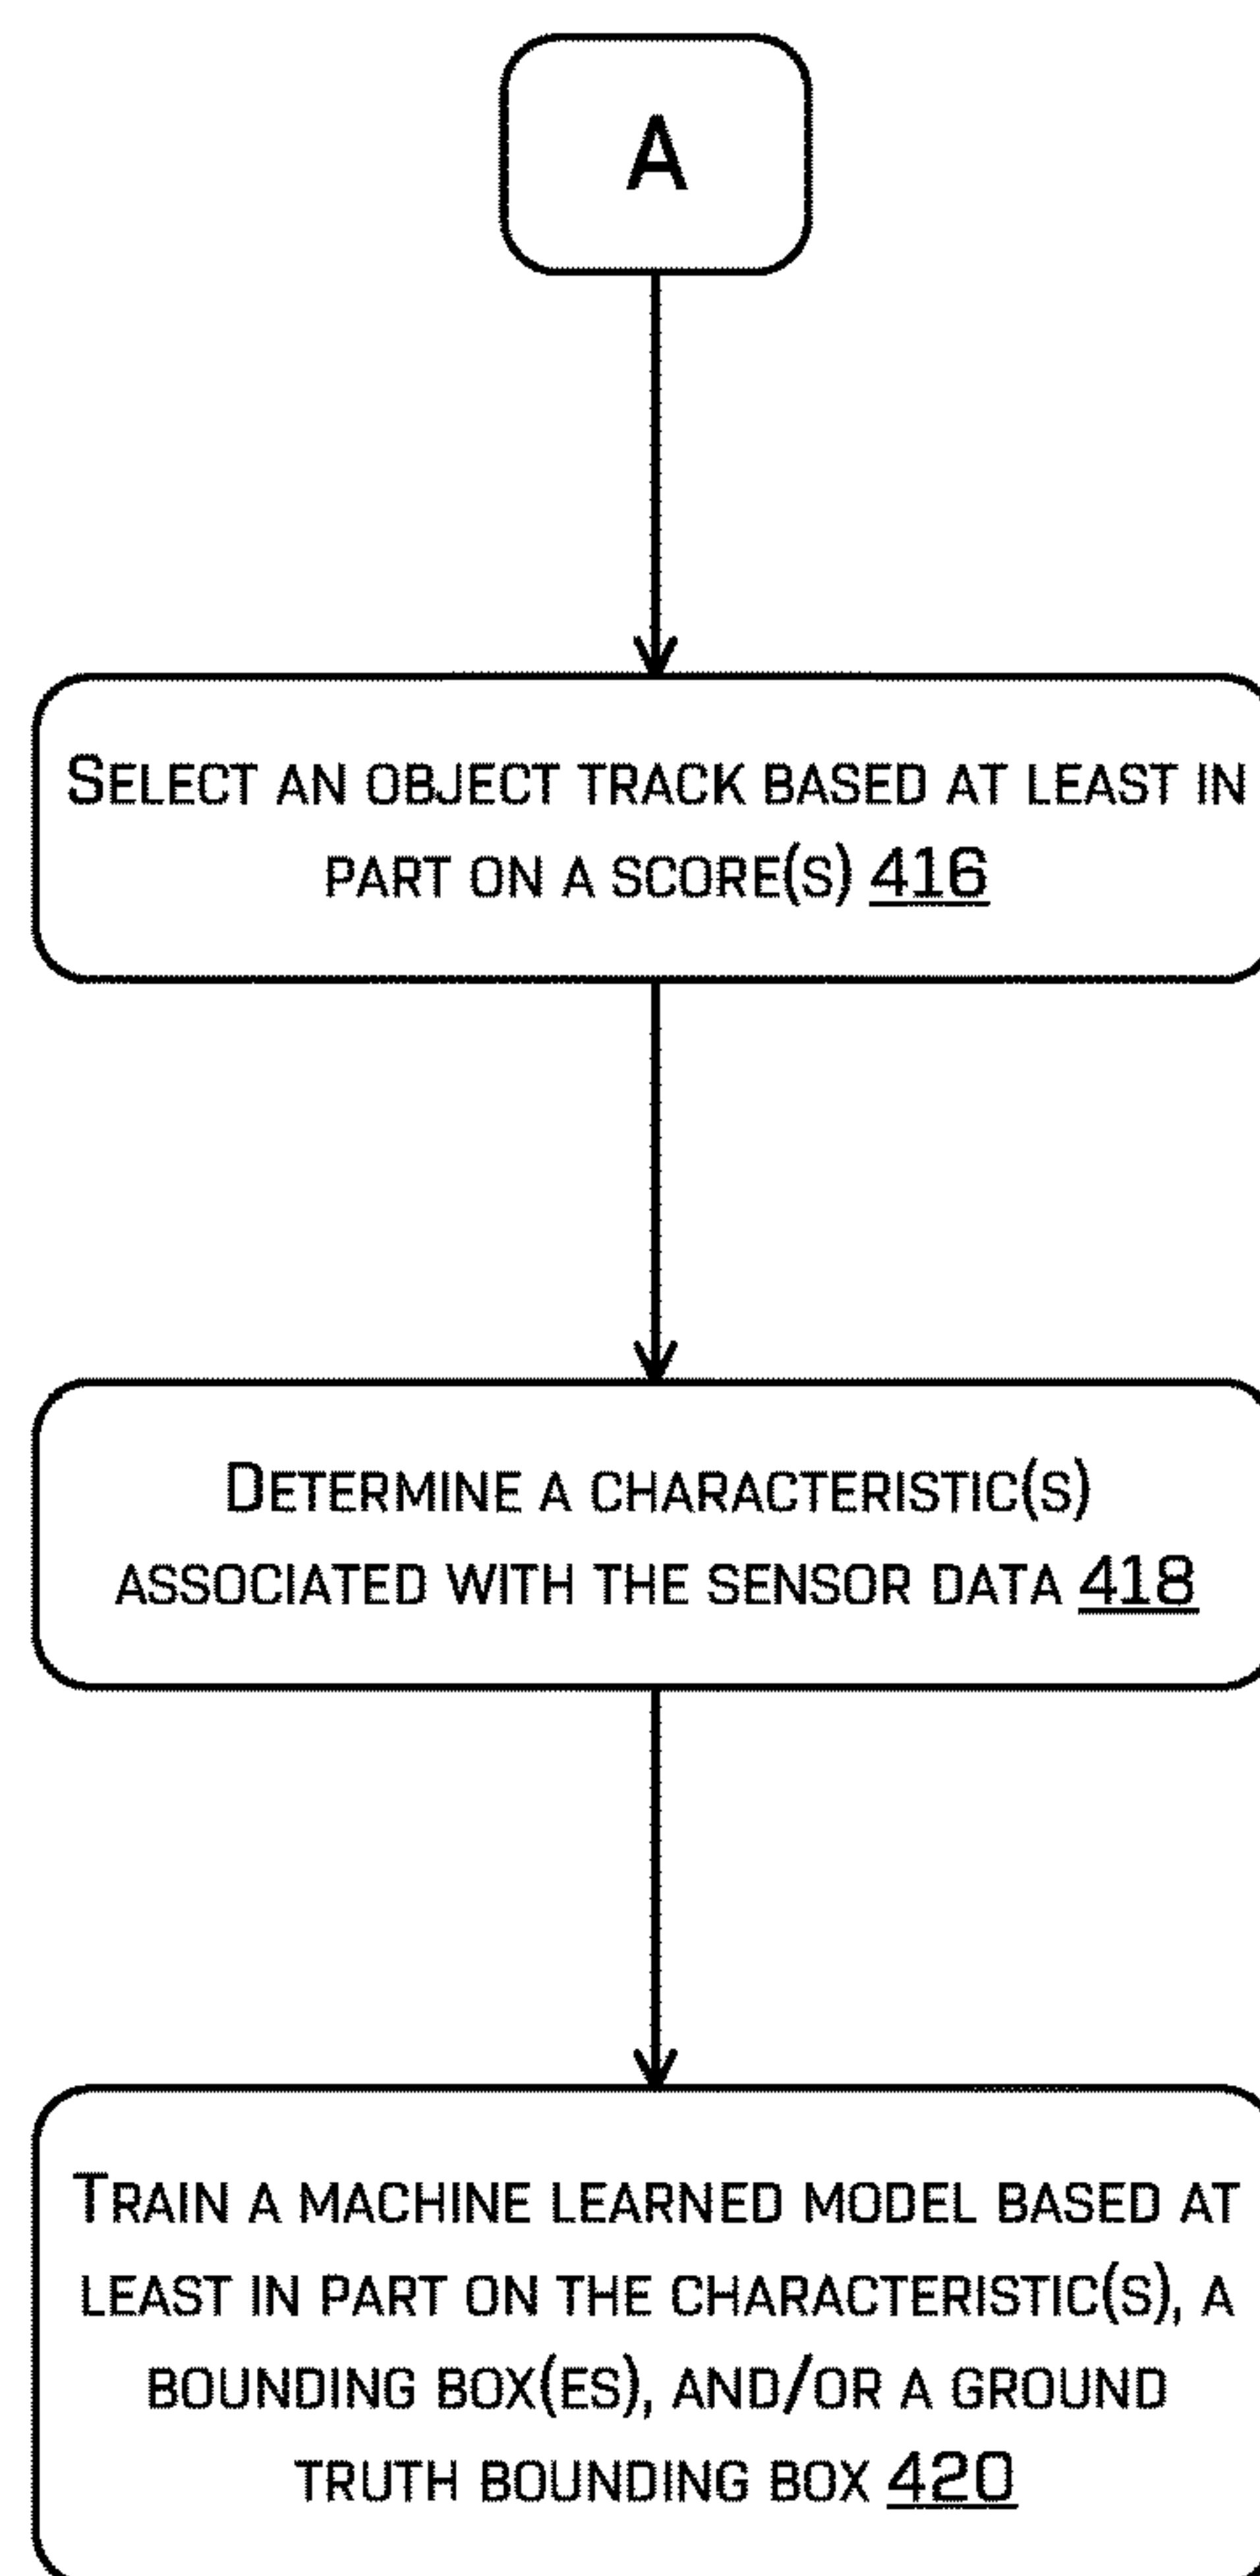 A
SELECT AN OBJECT TRACK BASED AT LEAST IN
PART ON A SCORE(S) 416
DETERMINE A CHARACTERISTIC(S)
ASSOCIATED WITH THE SENSOR DATA 418
TRAIN A MACHINE LEARNED MODEL BASED AT
LEAST IN PART ON THE CHARACTERISTIC(S), A
BOUNDING BOX(ES), AND/OR A GROUND
TRUTH BOUNDING BOX 420